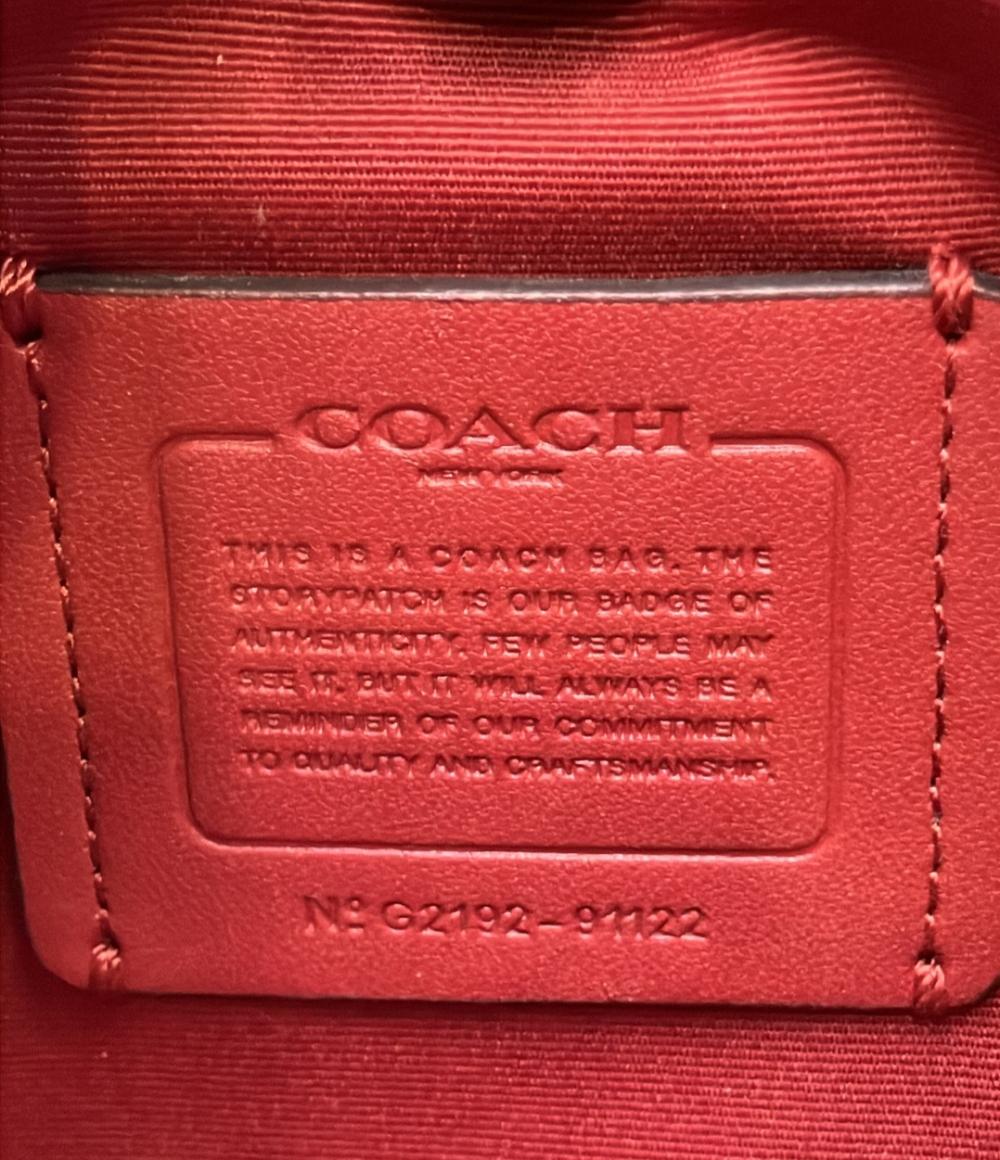 COACH
NEW YORK
THIS IS A COACH BAG. THE
STORYPATCH IS OUR BADGE OF
AUTHENTICITY. FEW PEOPLE MAY
SEE IT. BUT IT WILL ALWAYS BE A
REMINDER OF OUR COMMITMENT
TO QUALITY AND CRAFTSMANSHIP.
Nº G2192-91122